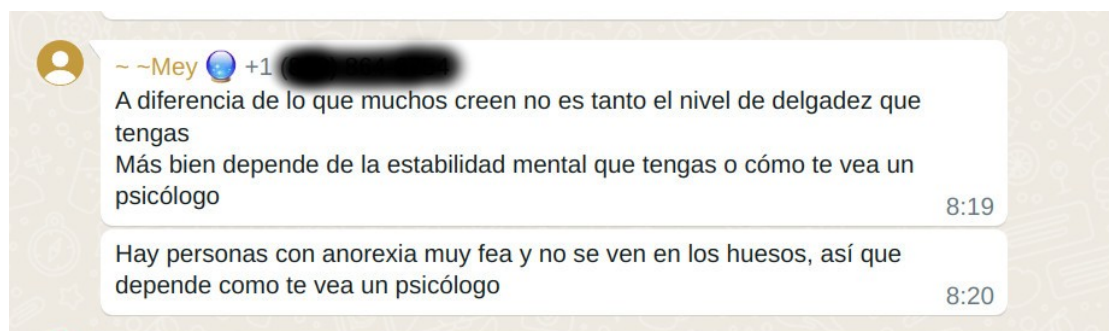 ~ ~Mey 🔮 +1
A diferencia de lo que muchos creen no es tanto el nivel de delgadez que
tengas
Más bien depende de la estabilidad mental que tengas o cómo te vea un
psicólogo
8:19
Hay personas con anorexia muy fea y no se ven en los huesos, así que
depende como te vea un psicólogo
8:20